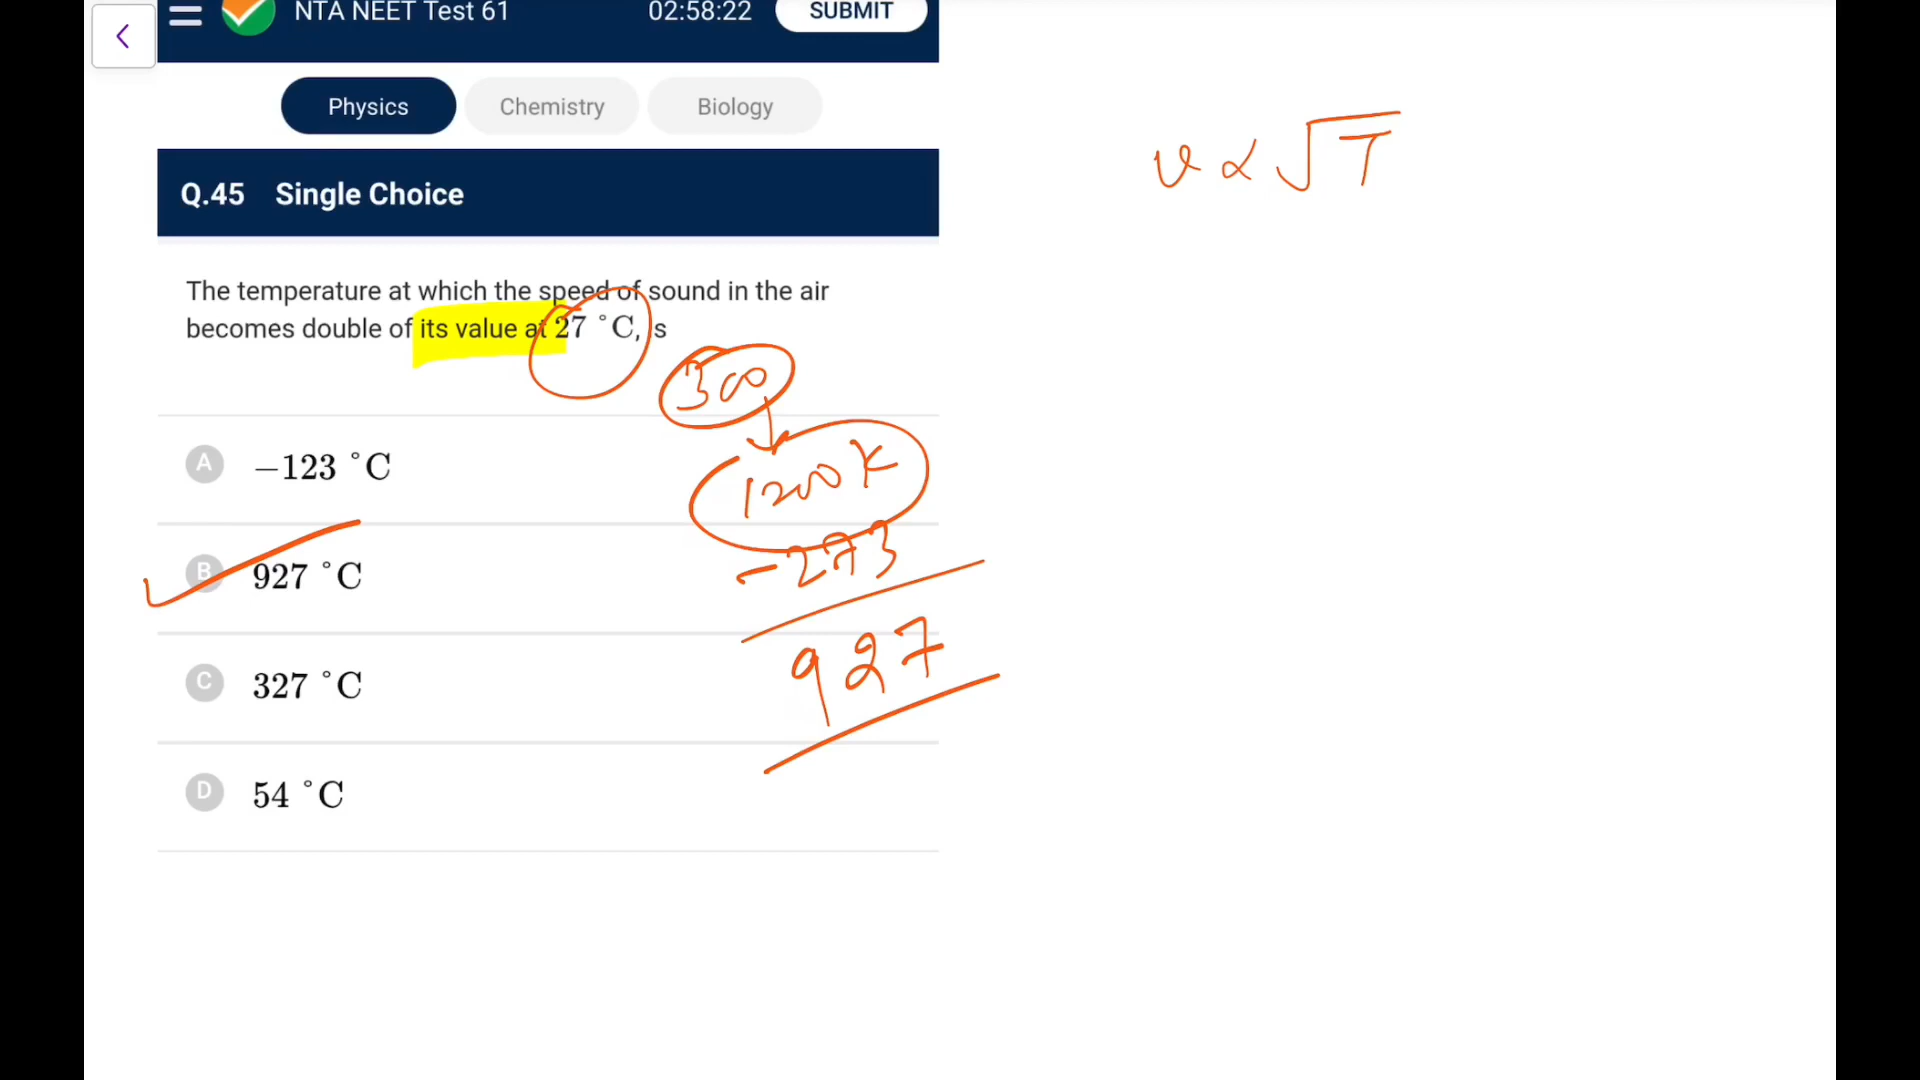 NTA NEET Test 61 02:58:22 SUBMIT
Physics Chemistry Biology
Q.45 Single Choice
The temperature at which the speed of sound in the air
becomes double of its value at 27 °C, s
A −123 °C
B 927 °C
C 327 °C
D 54 °C
300
1200 K
-273
927
v ∝ √T